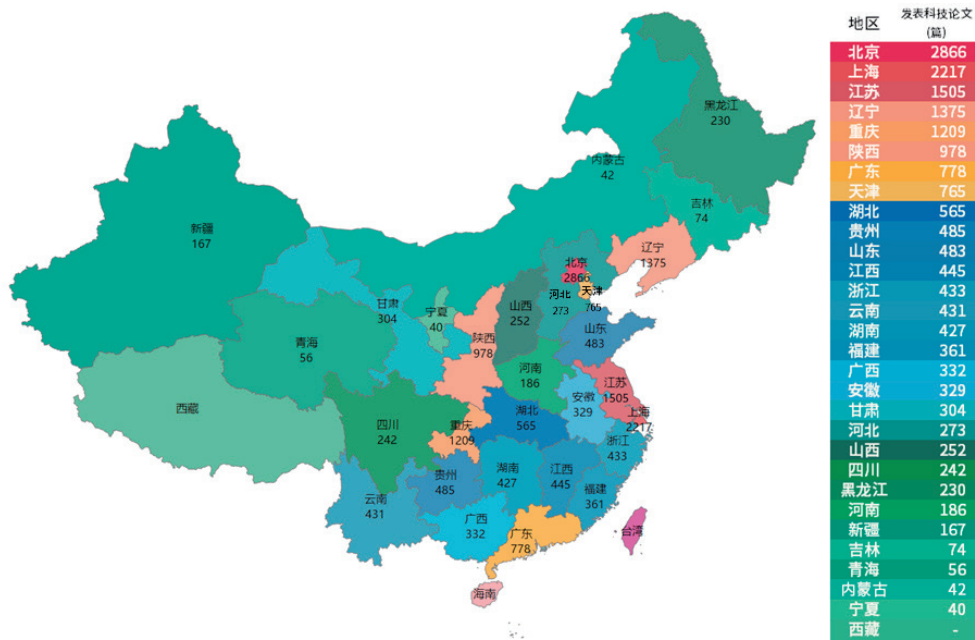 黑龙江
230
内蒙古
42
吉林
74
新疆
167
辽宁
1375
北京
2866
天津
765
河北
273
山西
252
甘肃
304
宁夏
40
陕西
978
山东
483
青海
56
河南
186
江苏
1505
安徽
329
上海
2217
西藏
四川
242
重庆
1209
湖北
565
浙江
433
贵州
485
湖南
427
江西
445
福建
361
云南
431
广西
332
广东
778
台湾
海南
地区 发表科技论文
(篇)
北京 2866
上海 2217
江苏 1505
辽宁 1375
重庆 1209
陕西 978
广东 778
天津 765
湖北 565
贵州 485
山东 483
江西 445
浙江 433
云南 431
湖南 427
福建 361
广西 332
安徽 329
甘肃 304
河北 273
山西 252
四川 242
黑龙江 230
河南 186
新疆 167
吉林 74
青海 56
内蒙古 42
宁夏 40
西藏 -